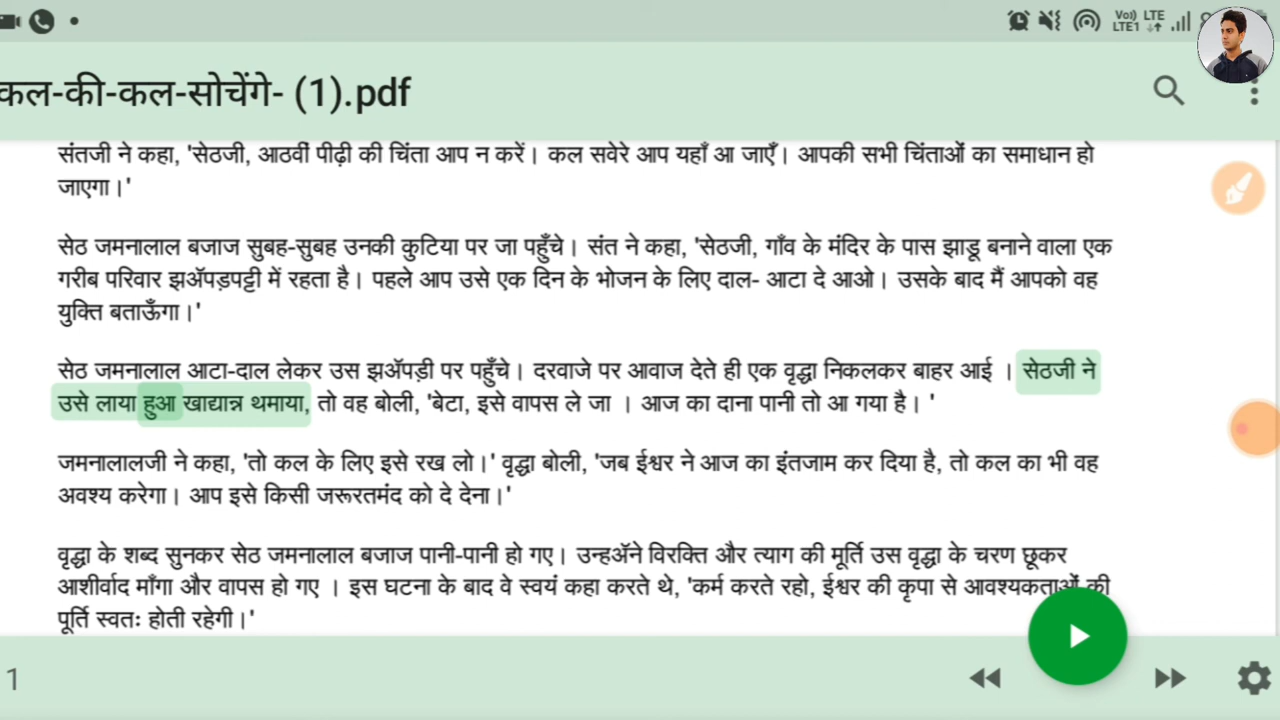 Vo) LTE
LTE1
कल-की-कल-सोचेंगे- (1).pdf
संतजी ने कहा, 'सेठजी, आठवीं पीढ़ी की चिंता आप न करें। कल सवेरे आप यहाँ आ जाएँ। आपकी सभी चिंताओं का समाधान हो
जाएगा।'
सेठ जमनालाल बजाज सुबह-सुबह उनकी कुटिया पर जा पहुँचे। संत ने कहा, 'सेठजी, गाँव के मंदिर के पास झाडू बनाने वाला एक
गरीब परिवार झॲपड़पट्टी में रहता है। पहले आप उसे एक दिन के भोजन के लिए दाल- आटा दे आओ। उसके बाद मैं आपको वह
युक्ति बताऊँगा।'
सेठ जमनालाल आटा-दाल लेकर उस झॲपड़ी पर पहुँचे। दरवाजे पर आवाज देते ही एक वृद्धा निकलकर बाहर आई । सेठजी ने
उसे लाया हुआ खाद्यान्न थमाया, तो वह बोली, 'बेटा, इसे वापस ले जा । आज का दाना पानी तो आ गया है। '
जमनालालजी ने कहा, 'तो कल के लिए इसे रख लो।' वृद्धा बोली, 'जब ईश्वर ने आज का इंतजाम कर दिया है, तो कल का भी वह
अवश्य करेगा। आप इसे किसी जरूरतमंद को दे देना।'
वृद्धा के शब्द सुनकर सेठ जमनालाल बजाज पानी-पानी हो गए। उन्हॲने विरक्ति और त्याग की मूर्ति उस वृद्धा के चरण छूकर
आशीर्वाद माँगा और वापस हो गए । इस घटना के बाद वे स्वयं कहा करते थे, 'कर्म करते रहो, ईश्वर की कृपा से आवश्यकताओं की
पूर्ति स्वतः होती रहेगी।'
1